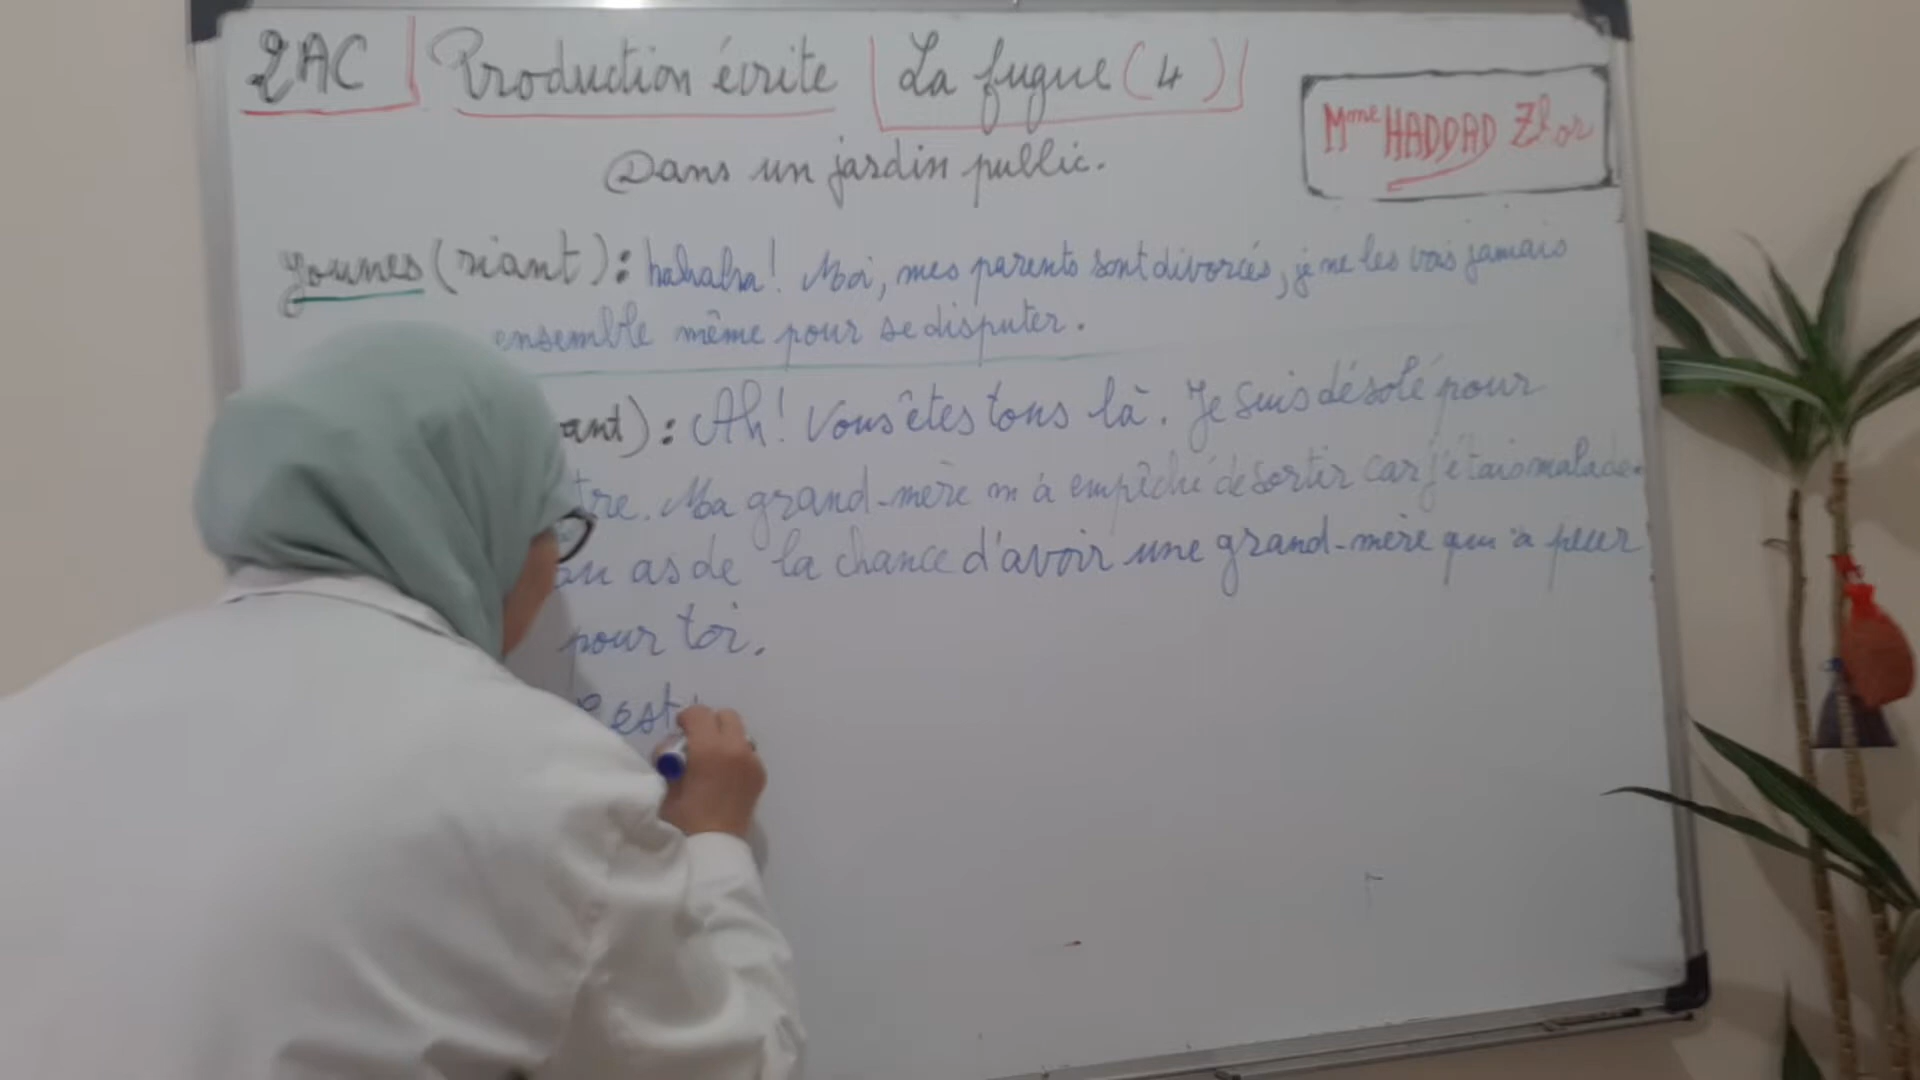 2AC Production écrite La fugue (4)
Mme HADDAD Zhor
Dans un jardin public.
Younes (riant) : hahaha! Moi, mes parents sont divorcés, je ne les vois jamais
ensemble même pour se disputer.
ant) : Ah! Vous êtes tous là. Je suis désolé pour
tre. Ma grand-mère m'a empêché de sortir car j'étais malade.
as de la chance d'avoir une grand-mère qui a peur
pour toi.
est